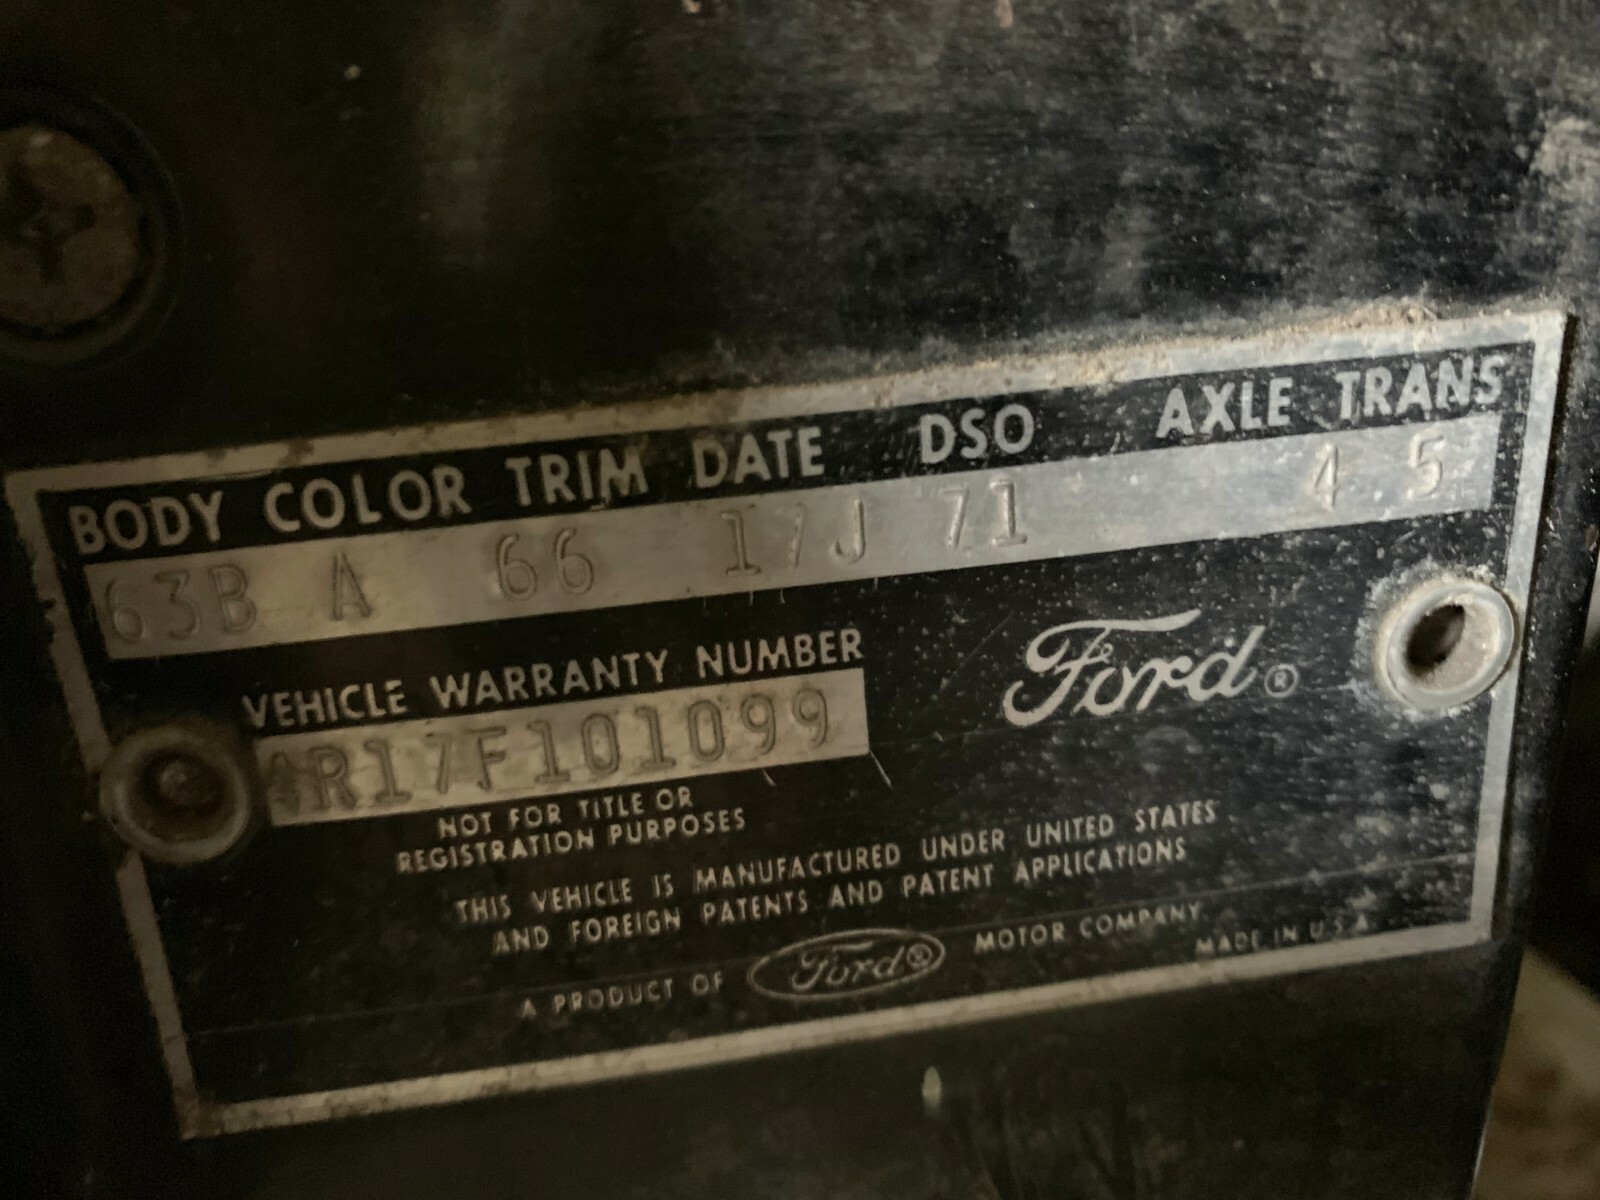 BODY COLOR TRIM DATE DSO AXLE TRANS
63B A 66 17J 71 4 5
VEHICLE WARRANTY NUMBER
R17F101099
Ford®
NOT FOR TITLE OR
REGISTRATION PURPOSES
THIS VEHICLE IS MANUFACTURED UNDER UNITED STATES
AND FOREIGN PATENTS AND PATENT APPLICATIONS
A PRODUCT OF Ford® MOTOR COMPANY
MADE IN U.S.A.